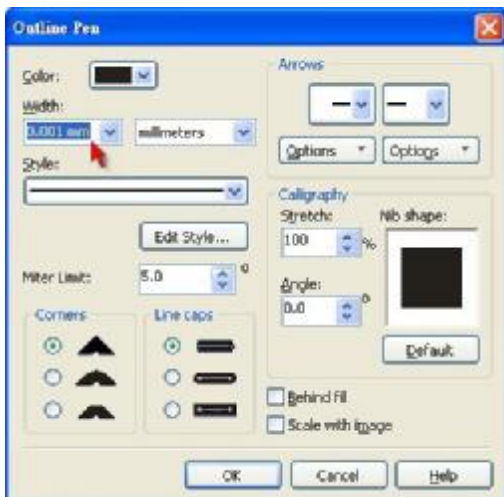 Outline Pen
Color:
Width:
0.001 mm
millimeters
Style:
Edit Style...
Miter Limit:
5.0
°
Corners
Line caps
Arrows
Options
Options
Calligraphy
Stretch:
Nib shape:
100
%
Angle:
0.0
°
Default
Behind fill
Scale with image
OK
Cancel
Help